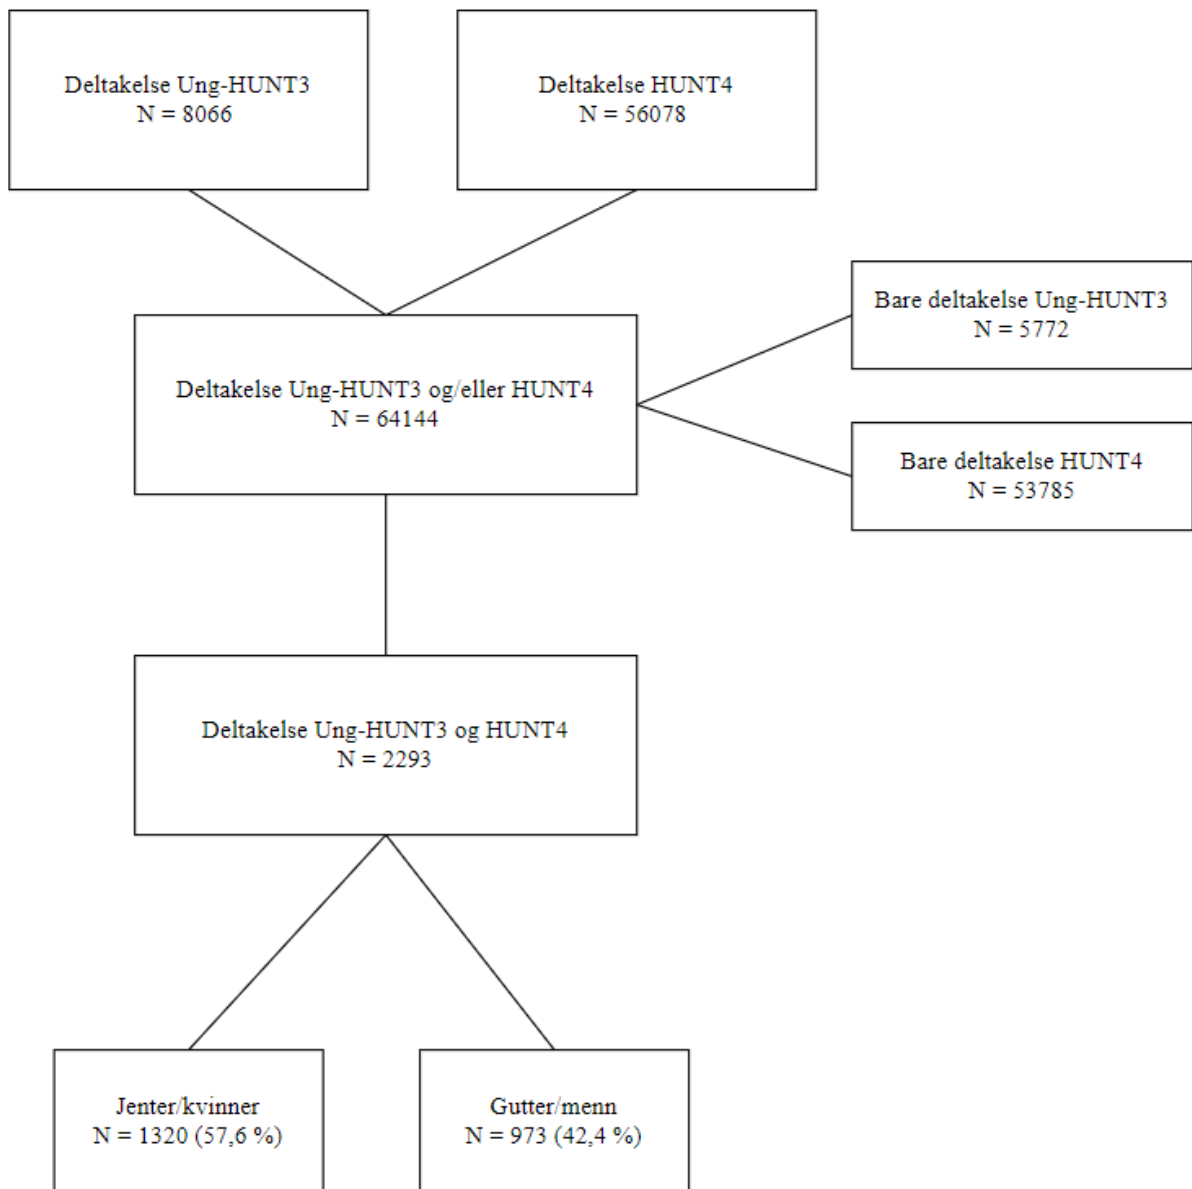 Deltakelse Ung-HUNT3
N = 8066
Deltakelse HUNT4
N = 56078
Bare deltakelse Ung-HUNT3
N = 5772
Deltakelse Ung-HUNT3 og/eller HUNT4
N = 64144
Bare deltakelse HUNT4
N = 53785
Deltakelse Ung-HUNT3 og HUNT4
N = 2293
Jenter/kvinner
N = 1320 (57,6 %)
Gutter/menn
N = 973 (42,4 %)